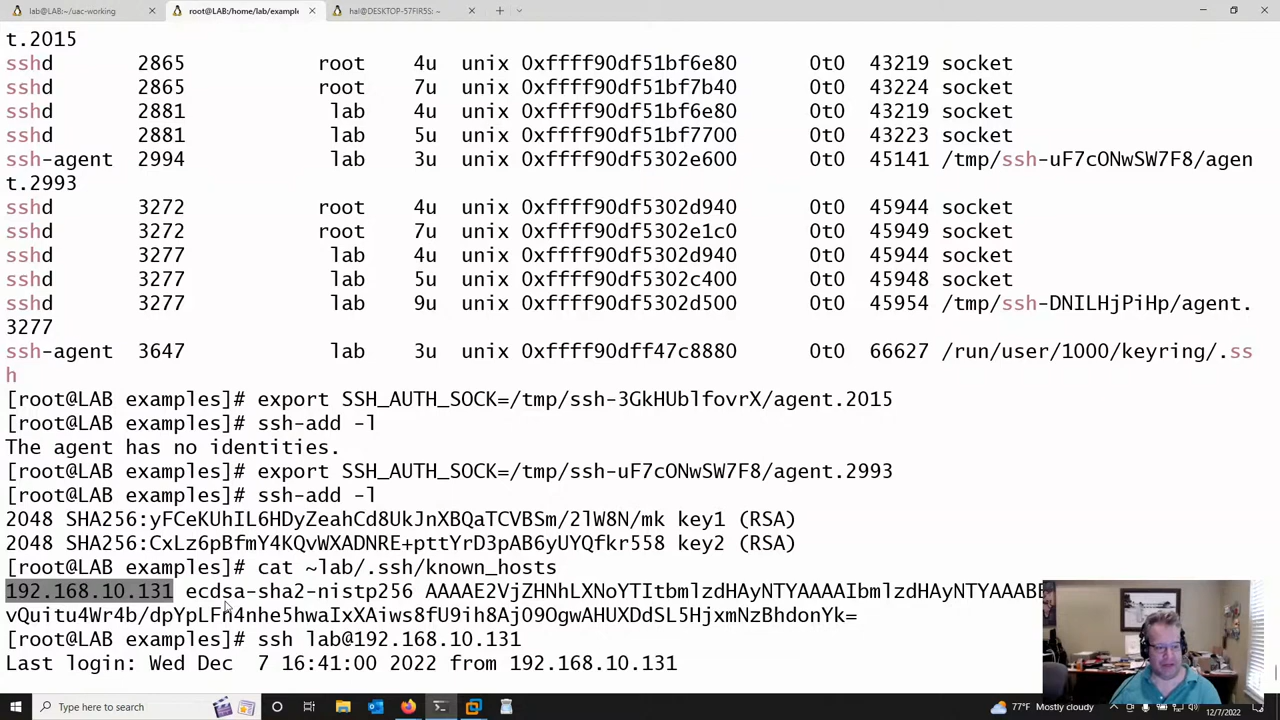 lab@LAB:~/uac-working
root@LAB:/home/lab/example
hal@DESKTOP-57FIR5S: ~
t.2015
sshd 2865 root 4u unix 0xffff90df51bf6e80 0t0 43219 socket
sshd 2865 root 7u unix 0xffff90df51bf7b40 0t0 43224 socket
sshd 2881 lab 4u unix 0xffff90df51bf6e80 0t0 43219 socket
sshd 2881 lab 5u unix 0xffff90df51bf7700 0t0 43223 socket
ssh-agent 2994 lab 3u unix 0xffff90df5302e600 0t0 45141 /tmp/ssh-uF7cONwSW7F8/agen
t.2993
sshd 3272 root 4u unix 0xffff90df5302d940 0t0 45944 socket
sshd 3272 root 7u unix 0xffff90df5302e1c0 0t0 45949 socket
sshd 3277 lab 4u unix 0xffff90df5302d940 0t0 45944 socket
sshd 3277 lab 5u unix 0xffff90df5302c400 0t0 45948 socket
sshd 3277 lab 9u unix 0xffff90df5302d500 0t0 45954 /tmp/ssh-DNILHjPiHp/agent.
3277
ssh-agent 3647 lab 3u unix 0xffff90dff47c8880 0t0 66627 /run/user/1000/keyring/.ss
h
[root@LAB examples]# export SSH_AUTH_SOCK=/tmp/ssh-3GkHUblfovrX/agent.2015
[root@LAB examples]# ssh-add -l
The agent has no identities.
[root@LAB examples]# export SSH_AUTH_SOCK=/tmp/ssh-uF7cONwSW7F8/agent.2993
[root@LAB examples]# ssh-add -l
2048 SHA256:yFCeKUhIL6HDyZeahCd8UkJnXBQaTCVBSm/2lW8N/mk key1 (RSA)
2048 SHA256:CxLz6pBfmY4KQvWXADNRE+pttYrD3pAB6yUYQfkr558 key2 (RSA)
[root@LAB examples]# cat ~lab/.ssh/known_hosts
192.168.10.131 ecdsa-sha2-nistp256 AAAAE2VjZHNhLXNoYTItbmlzdHAyNTYAAAAIbmlzdHAyNTYAAABB
vQuitu4Wr4b/dpYpLFn4nhe5hwaIxXAiws8fU9ih8Aj09OgwAHUXDdSL5HjxmNzBhdonYk=
[root@LAB examples]# ssh lab@192.168.10.131
Last login: Wed Dec 7 16:41:00 2022 from 192.168.10.131
Type here to search
77°F Mostly cloudy
12/7/2022